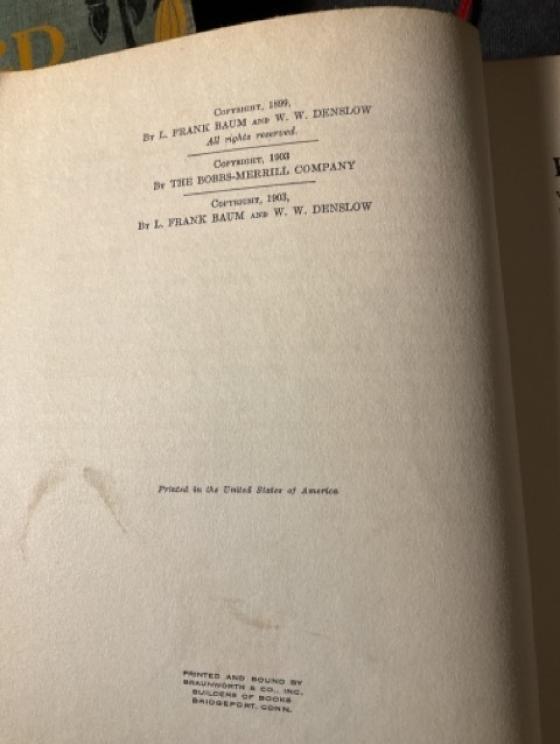 COPYRIGHT, 1899,
BY L. FRANK BAUM AND W. W. DENSLOW
All rights reserved.
COPYRIGHT, 1903
BY THE BOBBS-MERRILL COMPANY
COPYRIGHT, 1903,
BY L. FRANK BAUM AND W. W. DENSLOW
Printed in the United States of America
PRINTED AND BOUND BY
BRAUNWORTH & CO., INC.
BUILDERS OF BOOKS
BRIDGEPORT, CONN.